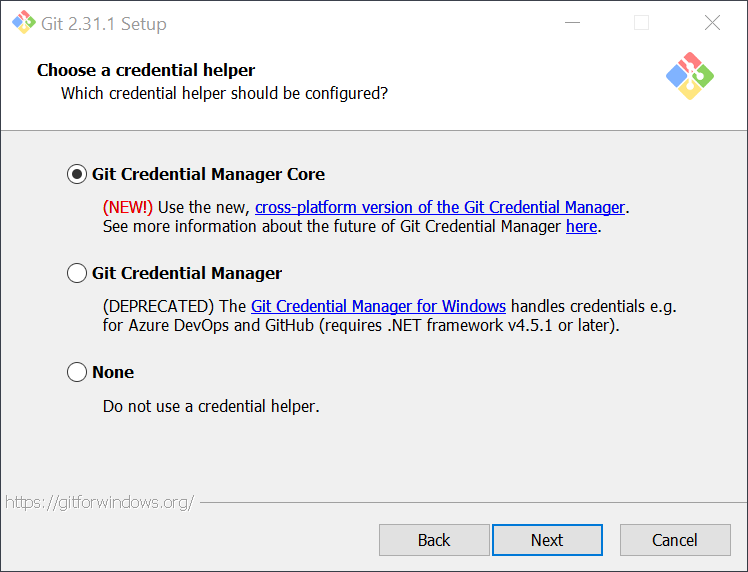 Git 2.31.1 Setup
Choose a credential helper
Which credential helper should be configured?
Git Credential Manager Core
(NEW!) Use the new, cross-platform version of the Git Credential Manager.
See more information about the future of Git Credential Manager here.
Git Credential Manager
(DEPRECATED) The Git Credential Manager for Windows handles credentials e.g.
for Azure DevOps and GitHub (requires .NET framework v4.5.1 or later).
None
Do not use a credential helper.
https://gitforwindows.org/
Back Next Cancel